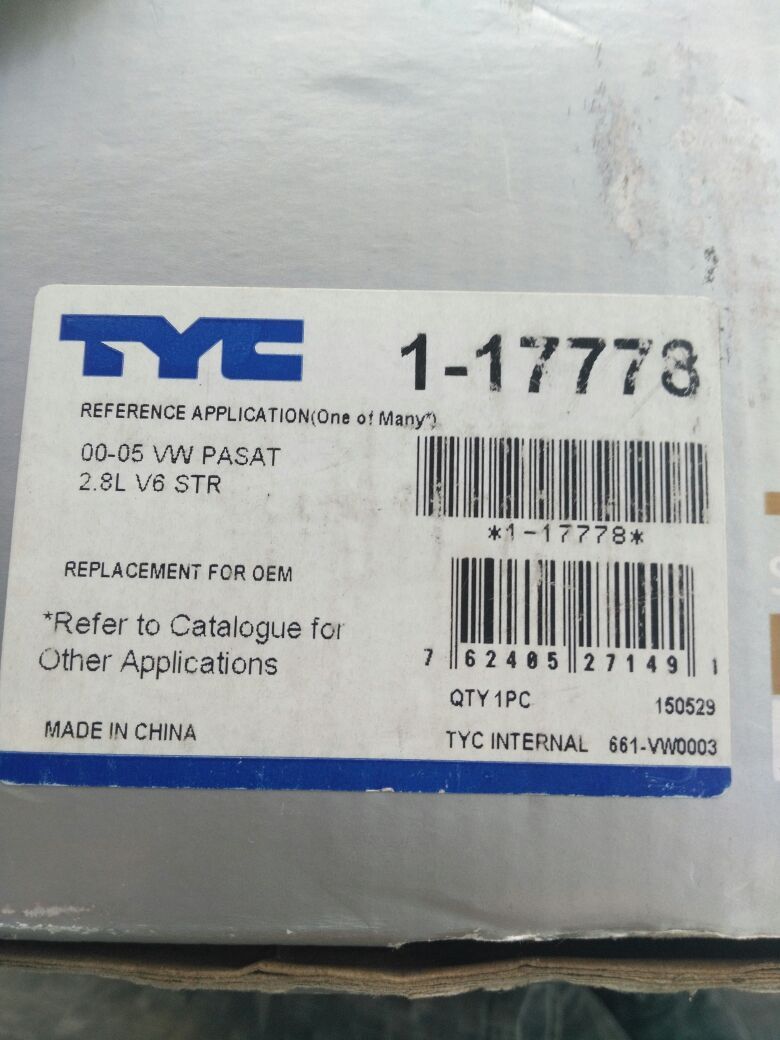 TYC
1-17778
REFERENCE APPLICATION(One of Many*)
00-05 VW PASAT
2.8L V6 STR
*1-17778*
REPLACEMENT FOR OEM
*Refer to Catalogue for
Other Applications
7 62405 27149 1
QTY 1PC
150529
MADE IN CHINA
TYC INTERNAL 661-VW0003